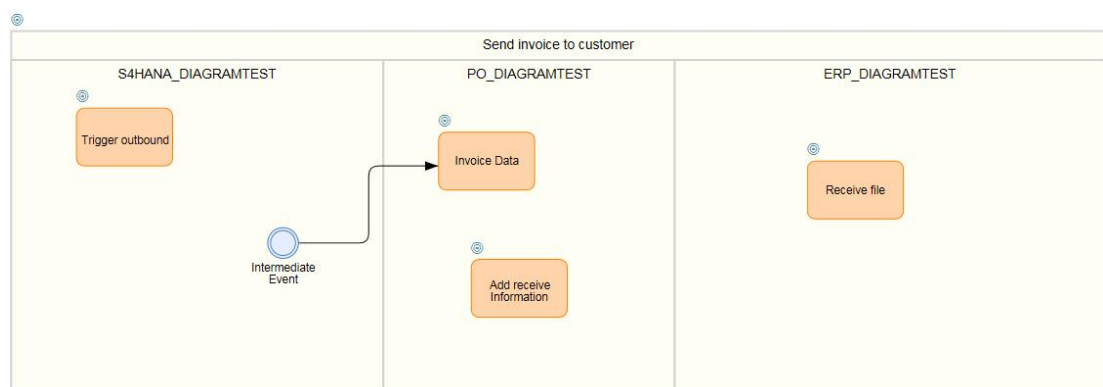 Send invoice to customer
S4HANA_DIAGRAMTEST
PO_DIAGRAMTEST
ERP_DIAGRAMTEST
Trigger outbound
Invoice Data
Receive file
Intermediate
Event
Add receive
Information